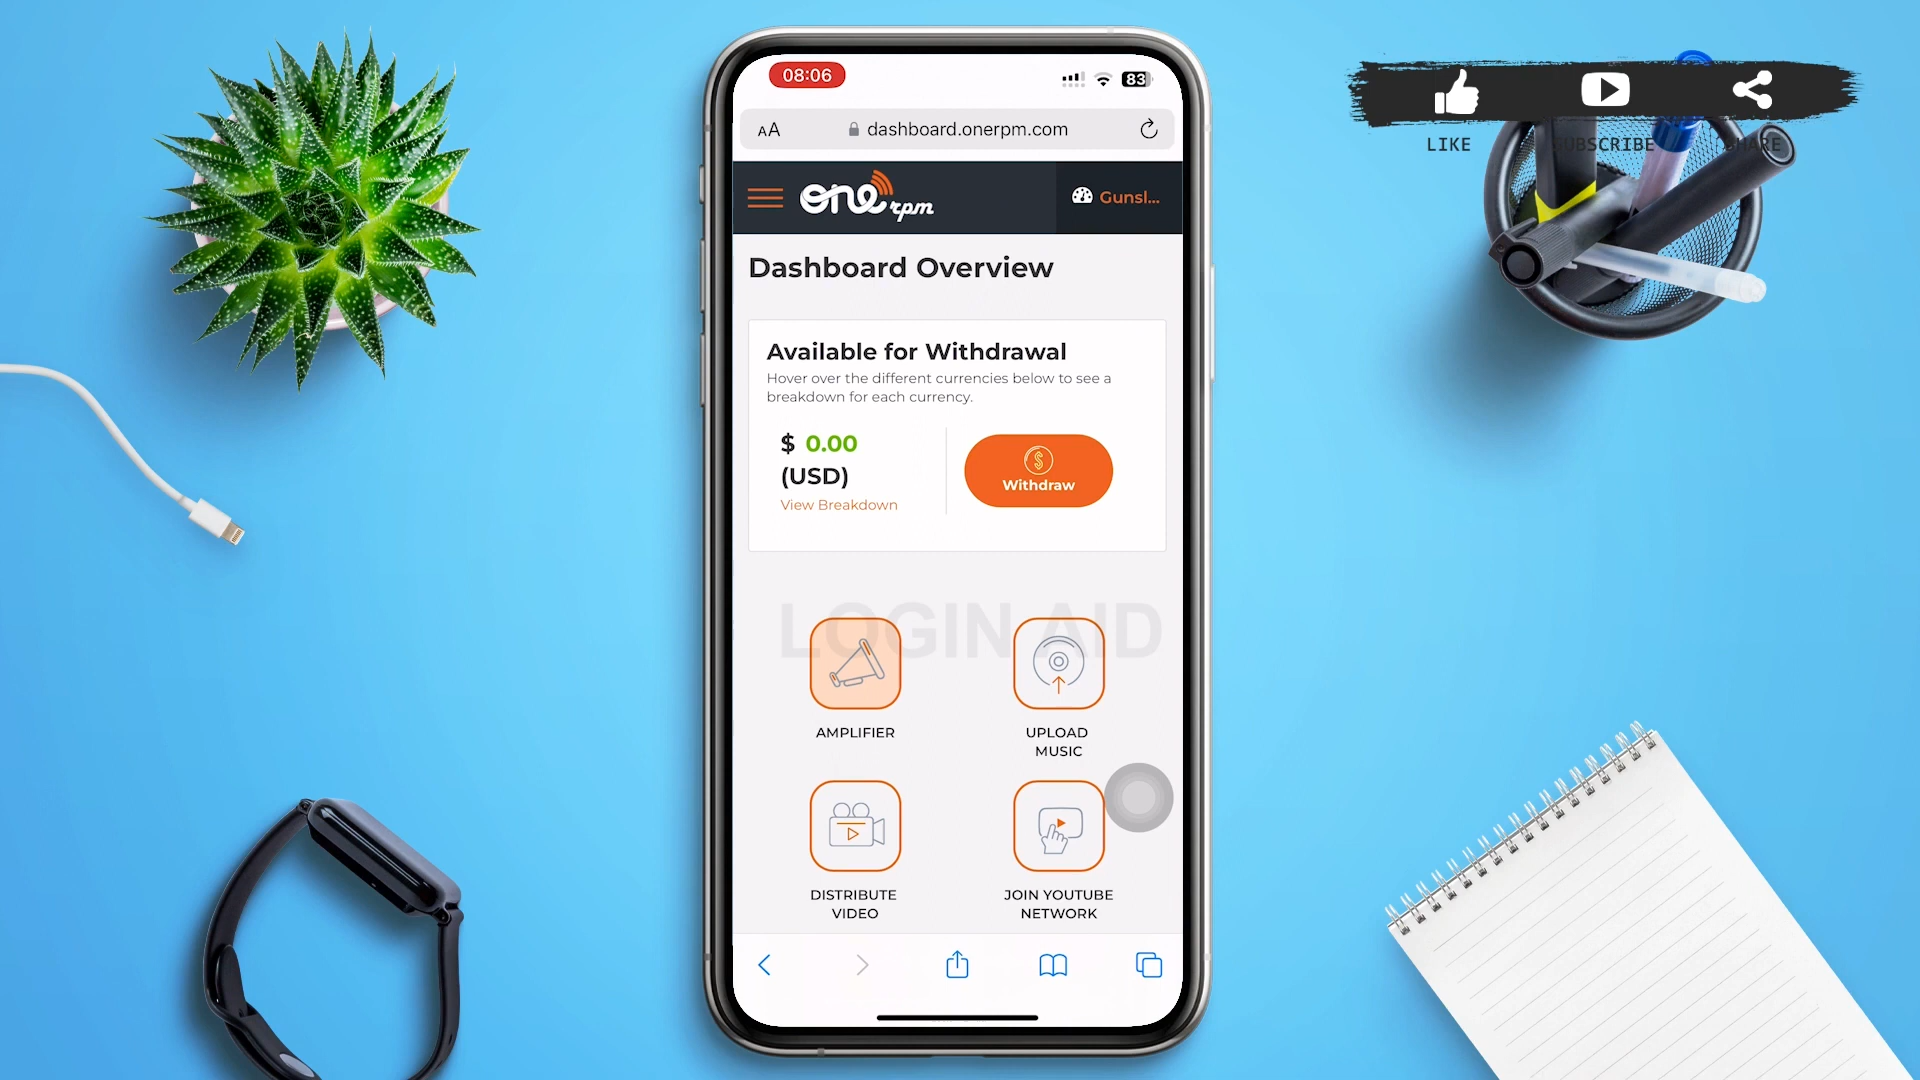 08:06
83
AA dashboard.onerpm.com
one rpm
Gunsl...
Dashboard Overview
Available for Withdrawal
Hover over the different currencies below to see a
breakdown for each currency.
$ 0.00
(USD)
View Breakdown
Withdraw
LOGIN AID
AMPLIFIER
UPLOAD
MUSIC
DISTRIBUTE
VIDEO
JOIN YOUTUBE
NETWORK
LIKE SUBSCRIBE SHARE